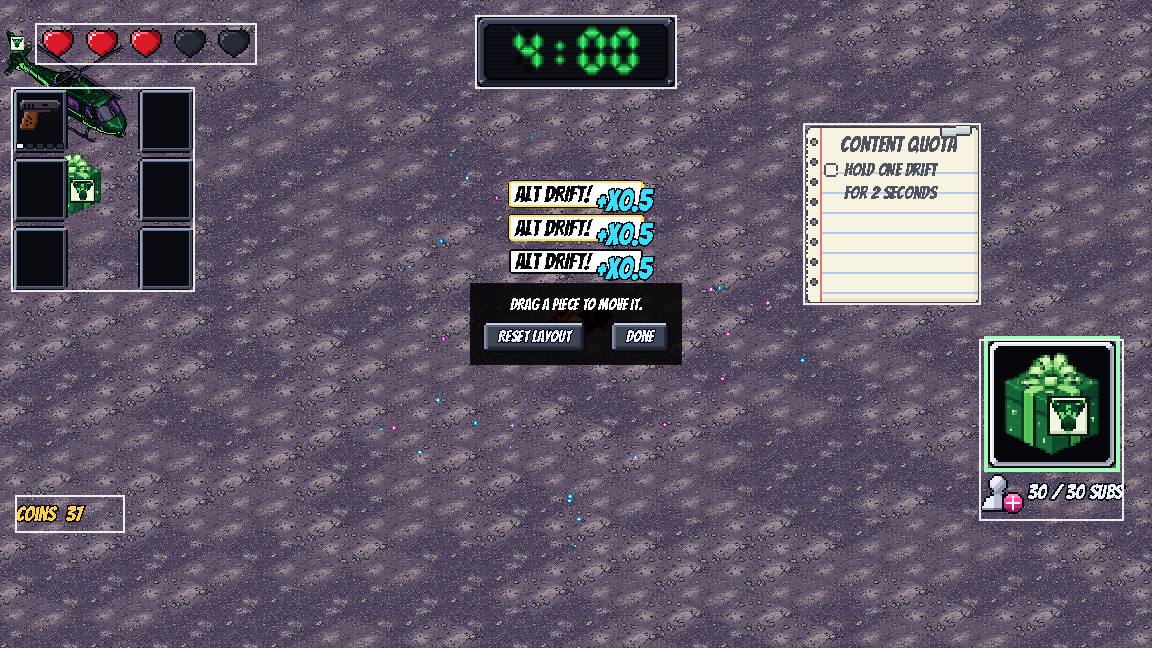 4:00
CONTENT QUOTA
HOLD ONE DRIFT
FOR 2 SECONDS
ALT DRIFT! +X0.5
ALT DRIFT! +X0.5
ALT DRIFT! +X0.5
DRAG A PIECE TO MOVE IT.
RESET LAYOUT
DONE
30 / 30 SUBS
COINS 37